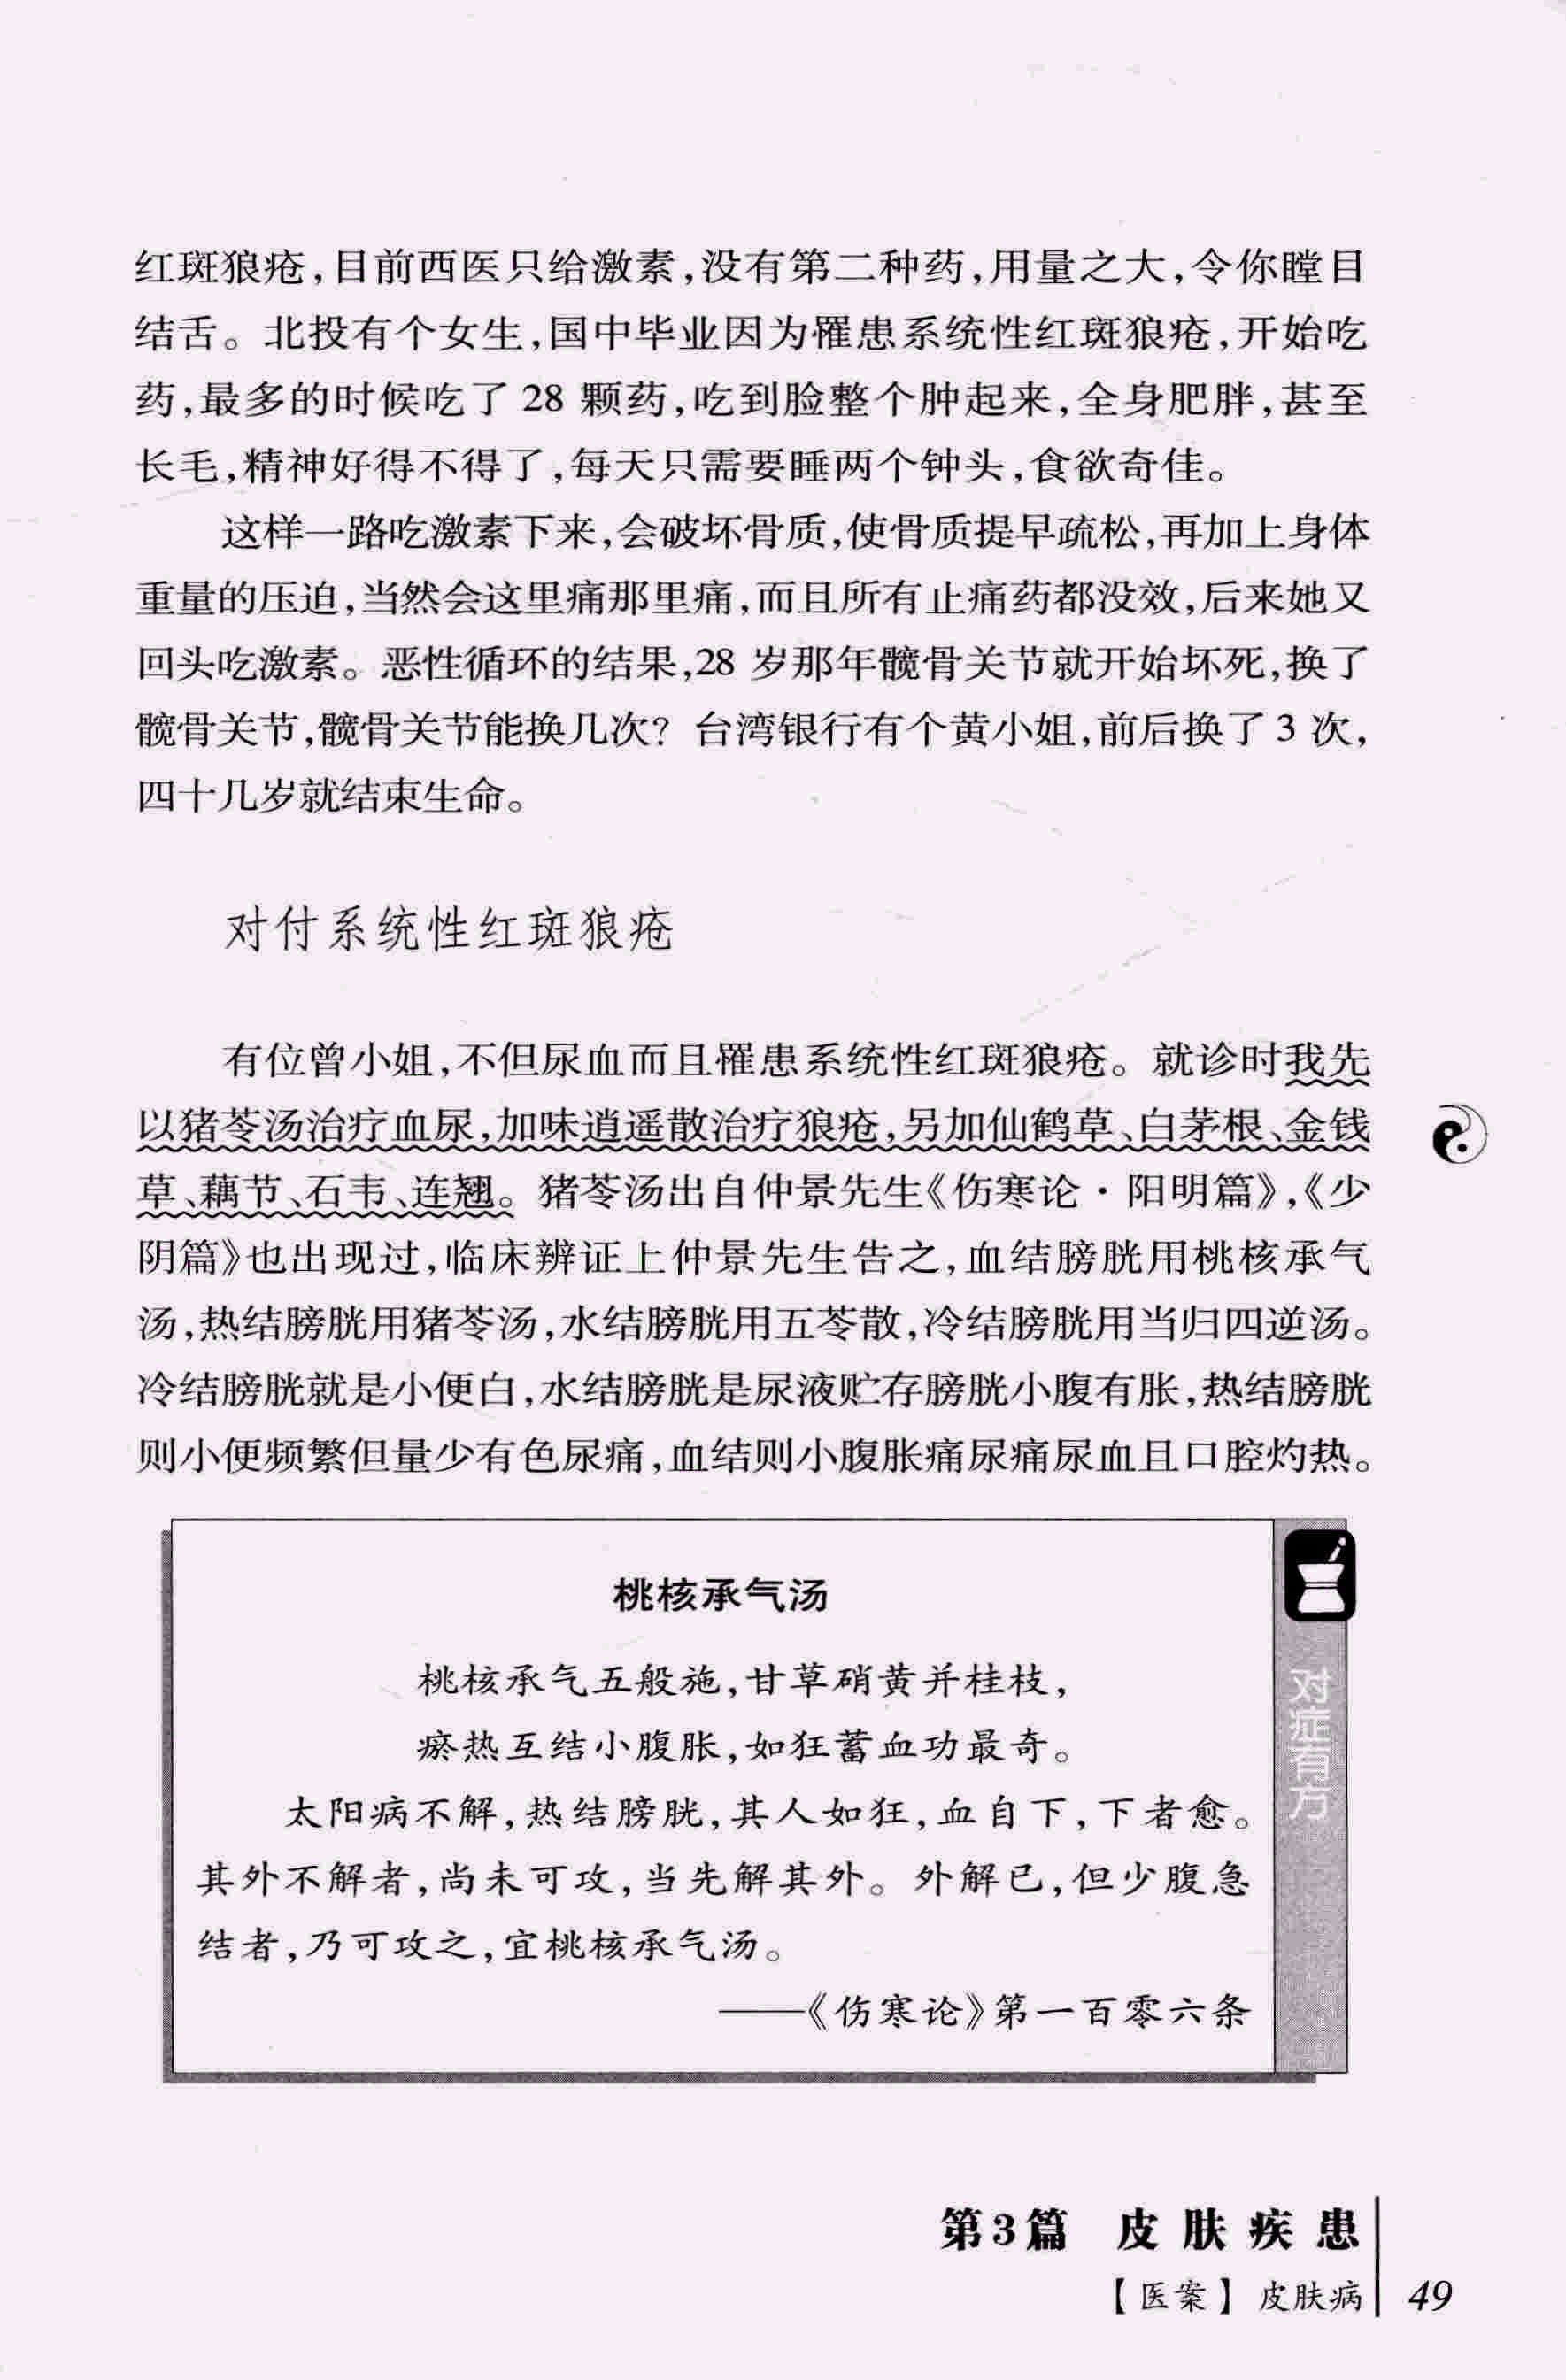 红斑狼疮,目前西医只给激素,没有第二种药,用量之大,令你瞠目
结舌。北投有个女生,国中毕业因为罹患系统性红斑狼疮,开始吃
药,最多的时候吃了 28 颗药,吃到脸整个肿起来,全身肥胖,甚至
长毛,精神好得不得了,每天只需要睡两个钟头,食欲奇佳。
这样一路吃激素下来,会破坏骨质,使骨质提早疏松,再加上身体
重量的压迫,当然会这里痛那里痛,而且所有止痛药都没效,后来她又
回头吃激素。恶性循环的结果,28 岁那年髋骨关节就开始坏死,换了
髋骨关节,髋骨关节能换几次? 台湾银行有个黄小姐,前后换了 3 次,
四十几岁就结束生命。
对付系统性红斑狼疮
有位曾小姐,不但尿血而且罹患系统性红斑狼疮。就诊时我先
以猪苓汤治疗血尿,加味逍遥散治疗狼疮,另加仙鹤草、白茅根、金钱
草、藕节、石韦、连翘。猪苓汤出自仲景先生《伤寒论·阳明篇》,《少
阴篇》也出现过,临床辨证上仲景先生告之,血结膀胱用桃核承气
汤,热结膀胱用猪苓汤,水结膀胱用五苓散,冷结膀胱用当归四逆汤。
冷结膀胱就是小便白,水结膀胱是尿液贮存膀胱小腹有胀,热结膀胱
则小便频繁但量少有色尿痛,血结则小腹胀痛尿痛尿血且口腔灼热。
桃核承气汤
桃核承气五般施,甘草硝黄并桂枝,
瘀热互结小腹胀,如狂蓄血功最奇。
太阳病不解,热结膀胱,其人如狂,血自下,下者愈。
其外不解者,尚未可攻,当先解其外。外解已,但少腹急
结者,乃可攻之,宜桃核承气汤。
——《伤寒论》第一百零六条
对症有方
第3篇 皮肤疾患
【医案】皮肤病
49